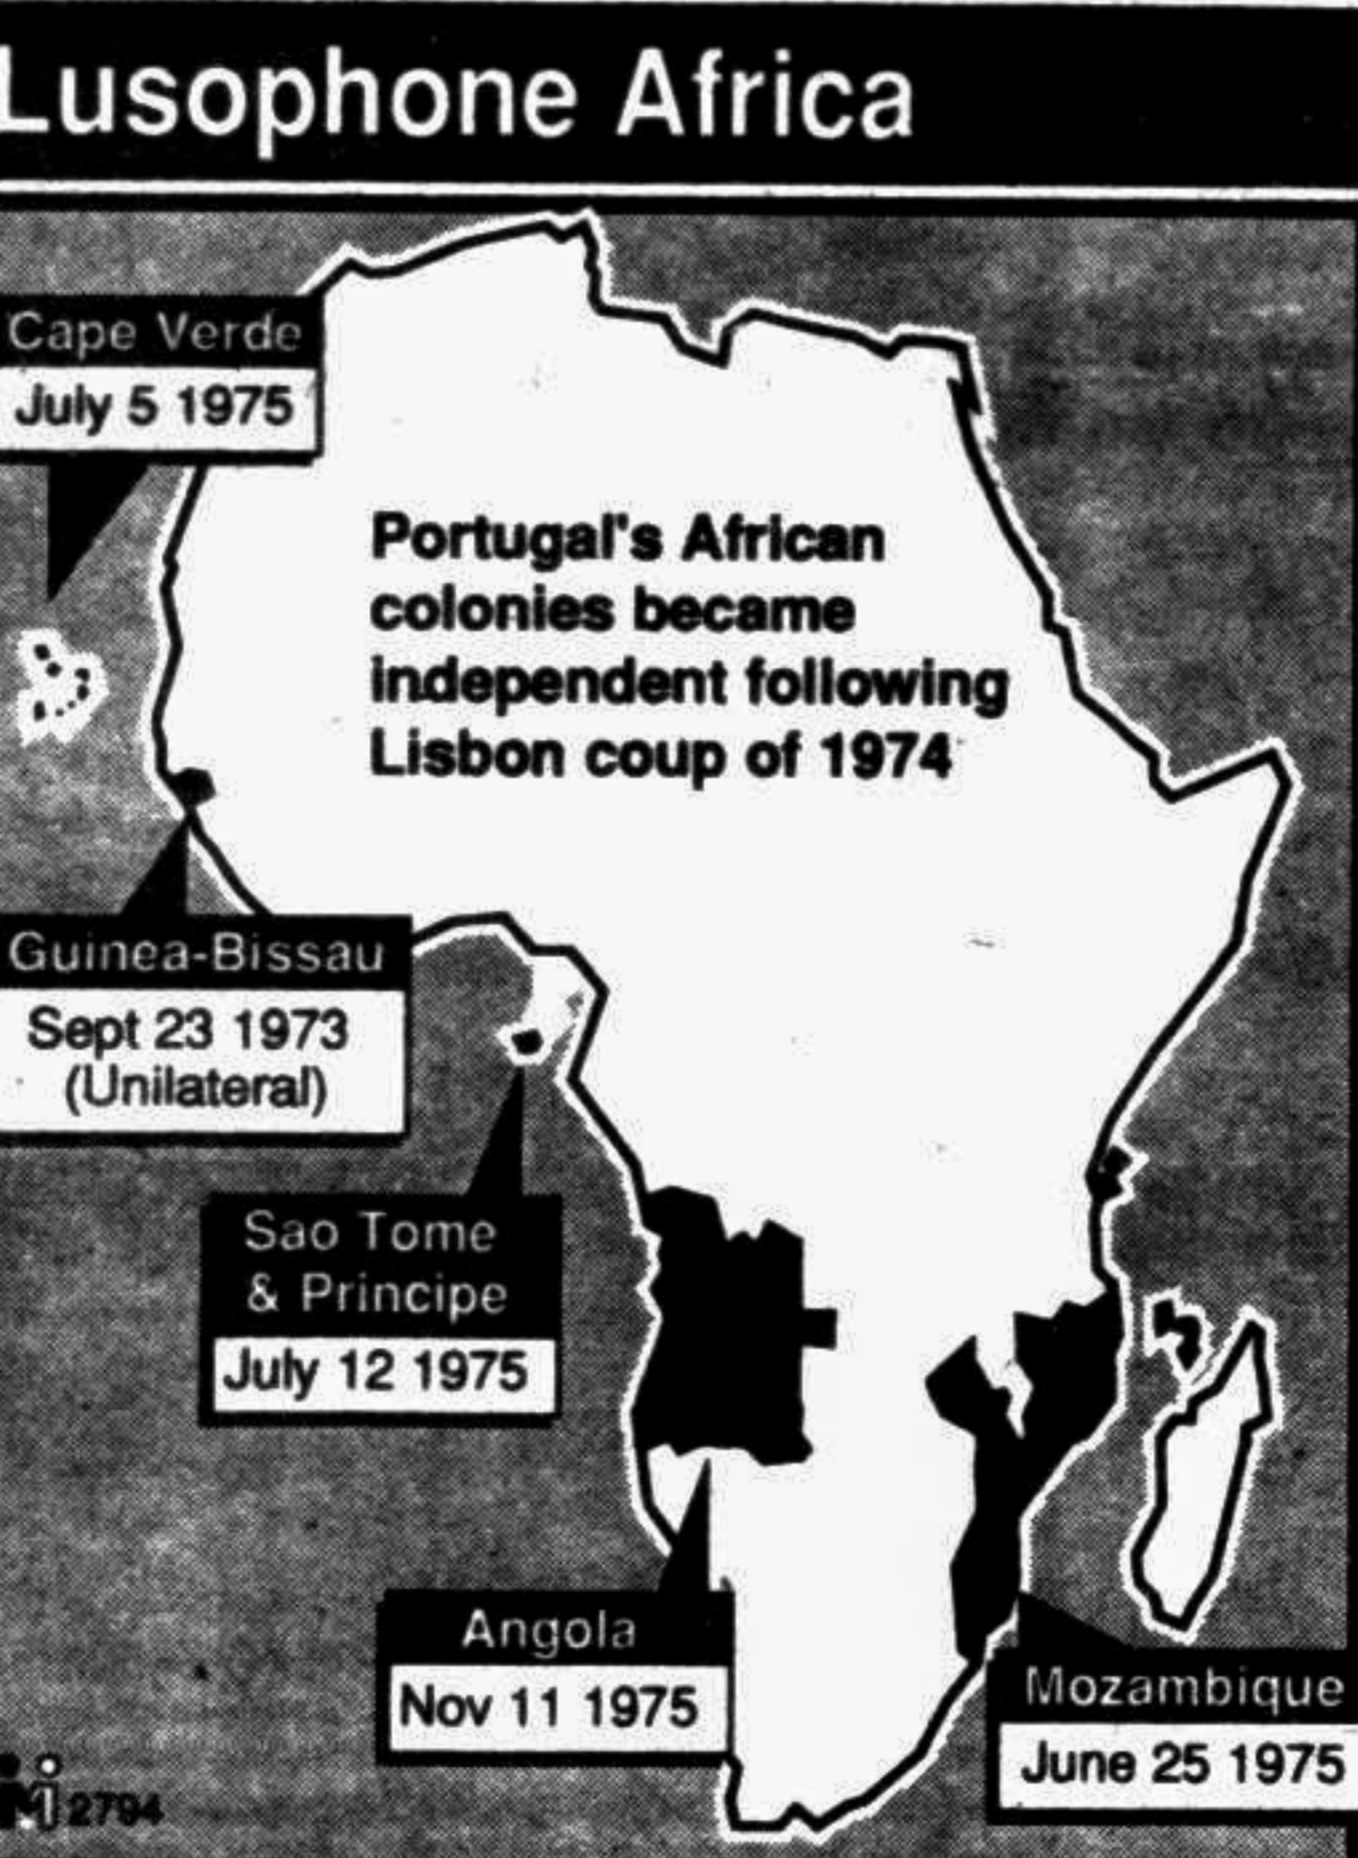 Lusophone Africa
Cape Verde
July 5 1975
Portugal's African
colonies became
independent following
Lisbon coup of 1974
Guinea-Bissau
Sept 23 1973
(Unilateral)
Sao Tome
& Principe
July 12 1975
Angola
Nov 11 1975
Mozambique
June 25 1975
2794